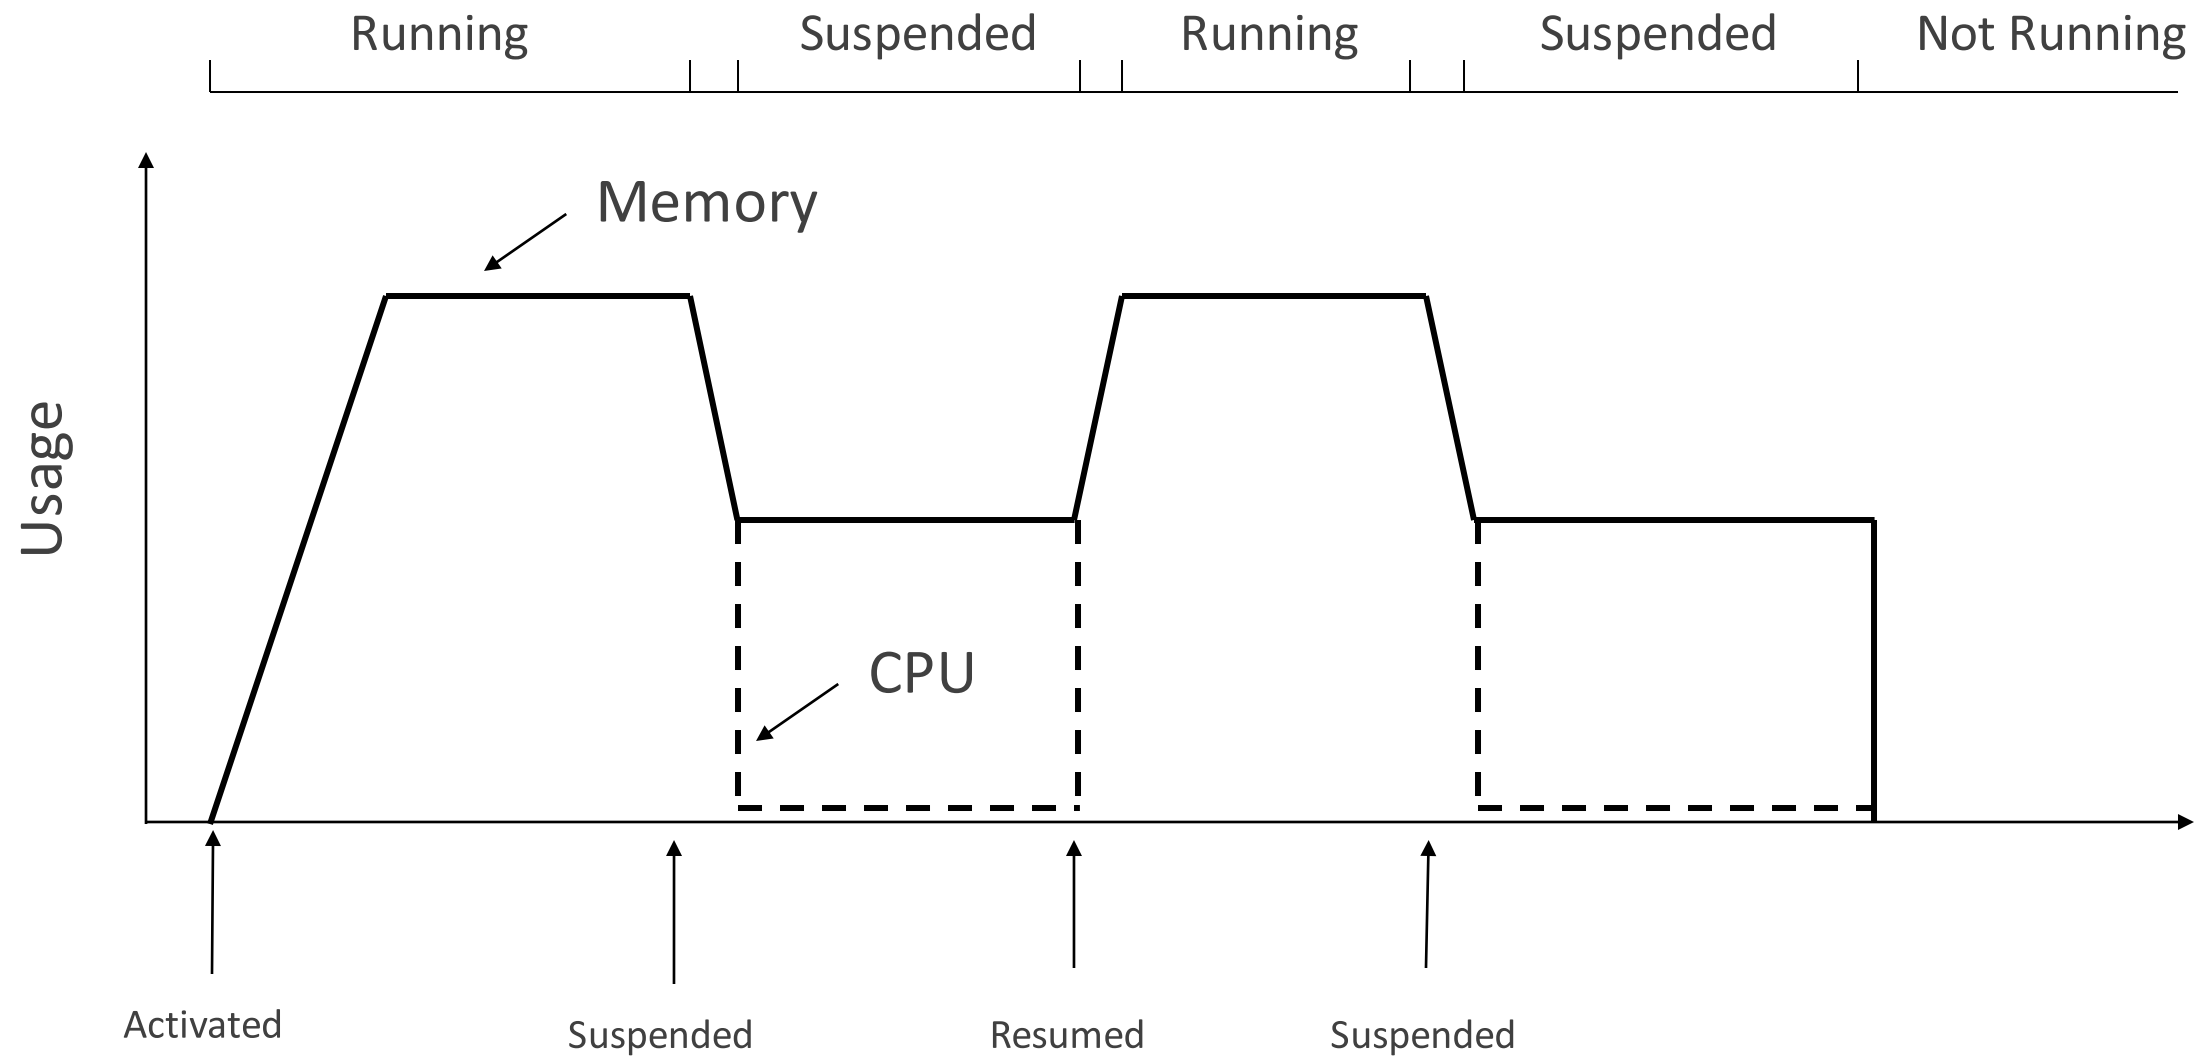 Running
Suspended
Running
Suspended
Not Running
Memory
Usage
CPU
Activated
Suspended
Resumed
Suspended